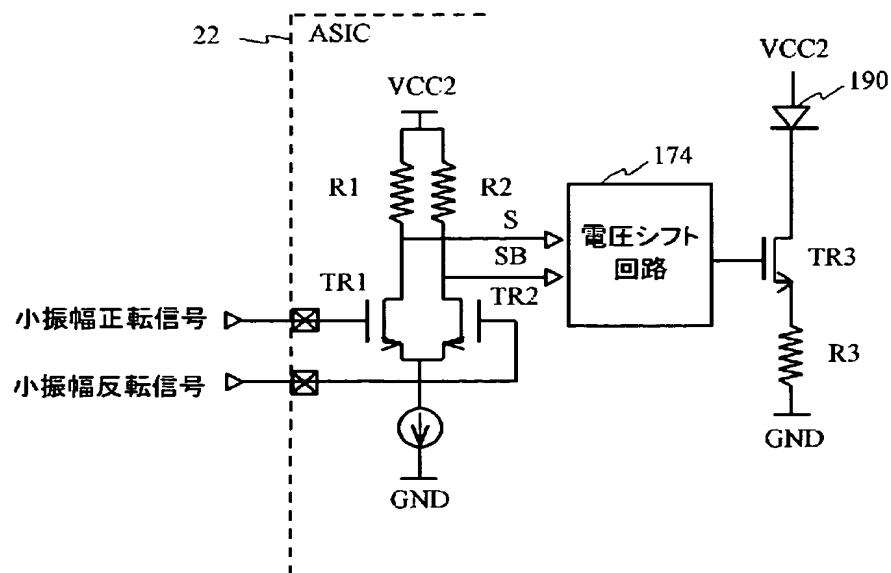 22
ASIC
VCC2
VCC2
190
R1
R2
174
S
SB
電圧シフト
回路
TR1
TR2
TR3
小振幅正転信号
R3
小振幅反転信号
GND
GND